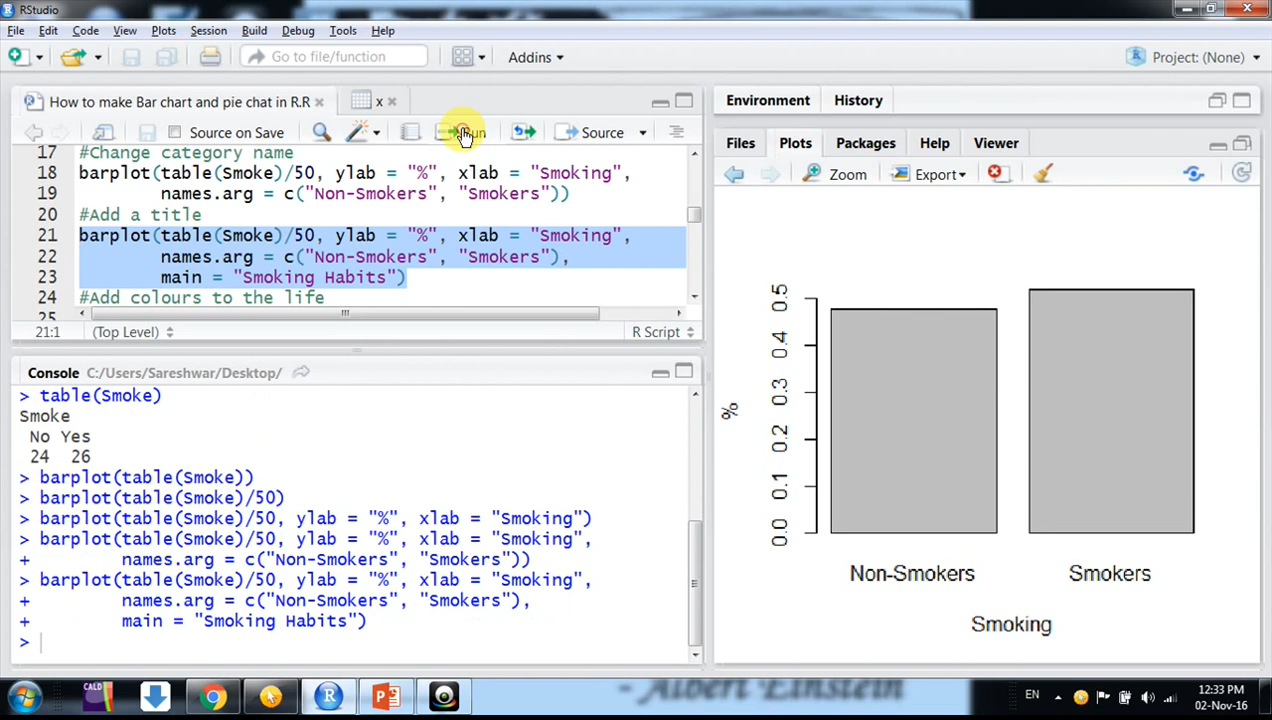 RStudio
File Edit Code View Plots Session Build Debug Tools Help
Go to file/function Addins Project: (None)
How to make Bar chart and pie chat in R.R x
Source on Save Run Source
17 #Change category name
18 barplot(table(Smoke)/50, ylab = "%", xlab = "Smoking",
19 names.arg = c("Non-Smokers", "Smokers"))
20 #Add a title
21 barplot(table(Smoke)/50, ylab = "%", xlab = "Smoking",
22 names.arg = c("Non-Smokers", "Smokers"),
23 main = "Smoking Habits")
24 #Add colours to the life
25
21:1 (Top Level) R Script
Console C:/Users/Sareshwar/Desktop/
> table(Smoke)
Smoke
No Yes
24 26
> barplot(table(Smoke))
> barplot(table(Smoke)/50)
> barplot(table(Smoke)/50, ylab = "%", xlab = "Smoking")
> barplot(table(Smoke)/50, ylab = "%", xlab = "Smoking",
+ names.arg = c("Non-Smokers", "Smokers"))
> barplot(table(Smoke)/50, ylab = "%", xlab = "Smoking",
+ names.arg = c("Non-Smokers", "Smokers"),
+ main = "Smoking Habits")
>
Environment History
Files Plots Packages Help Viewer
Zoom Export
0.5
0.4
0.3
0.2
0.1
0.0
%
Non-Smokers Smokers
Smoking
CALD EN 12:33 PM
02-Nov-16
- Albert Einstein